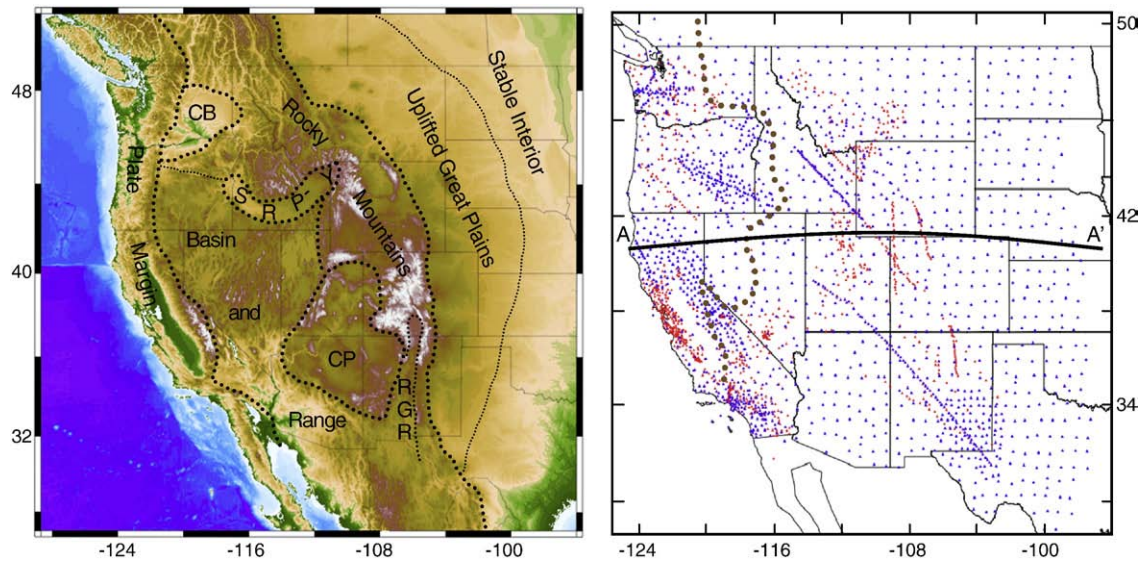 48
40
32
-124
-116
-108
-100
CB
Rocky
Mountains
Uplifted Great Plains
Stable Interior
Plate
Margin
S
R
P
Y
Basin
and
Range
CP
R
G
R
50
42
34
A
A'
-124
-116
-108
-100